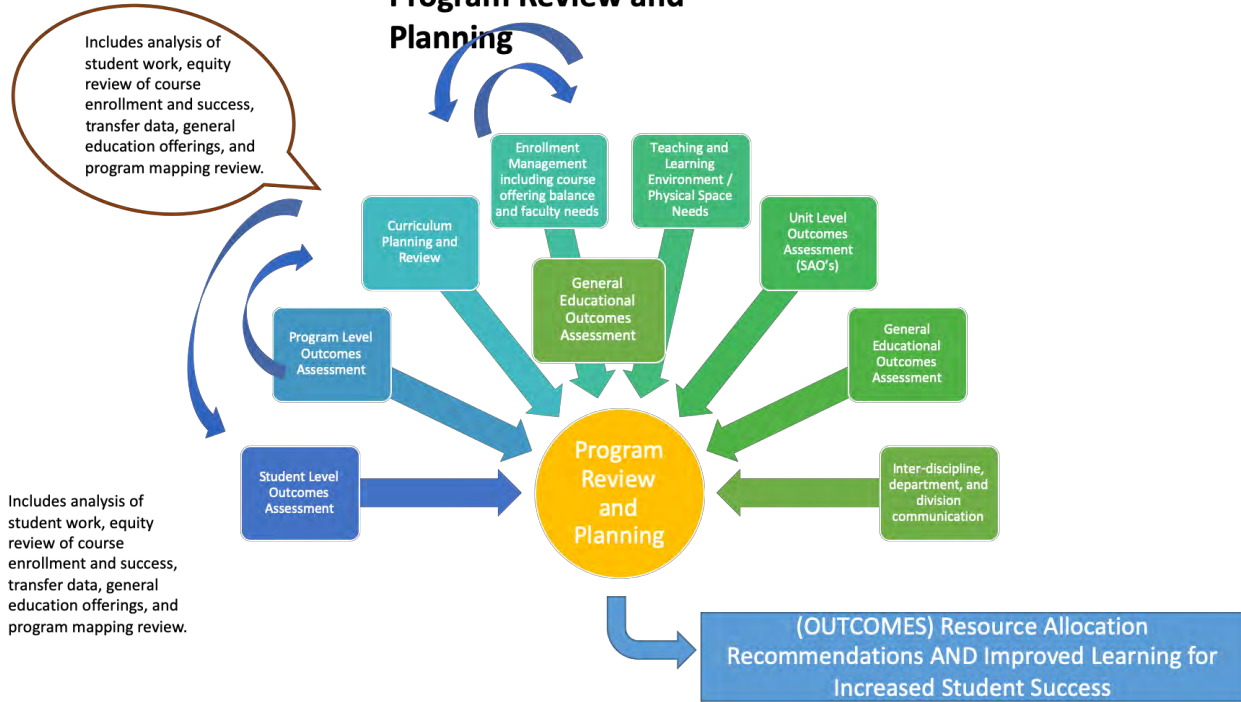 Program Review and
Planning
Includes analysis of
student work, equity
review of course
enrollment and success,
transfer data, general
education offerings, and
program mapping review.
Enrollment
Management
including course
offering balance
and faculty needs
Teaching and
Learning
Environment /
Physical Space
Needs
Curriculum
Planning and
Review
Unit Level
Outcomes
Assessment
(SAO's)
General
Educational
Outcomes
Assessment
Program Level
Outcomes
Assessment
General
Educational
Outcomes
Assessment
Student Level
Outcomes
Assessment
Program
Review
and
Planning
Inter-discipline,
department, and
division
communication
Includes analysis of
student work, equity
review of course
enrollment and success,
transfer data, general
education offerings, and
program mapping review.
(OUTCOMES) Resource Allocation
Recommendations AND Improved Learning for
Increased Student Success